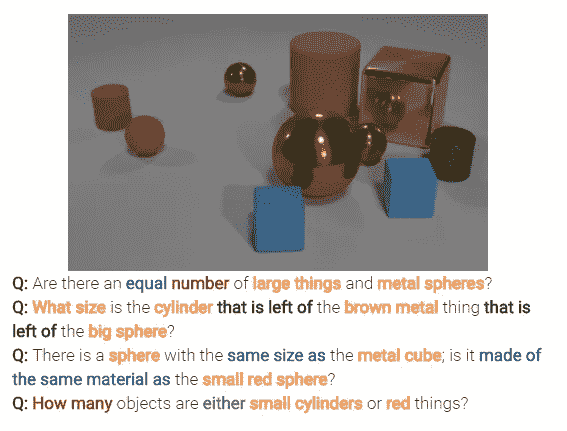 Q: Are there an equal number of large things and metal spheres?
Q: What size is the cylinder that is left of the brown metal thing that is
left of the big sphere?
Q: There is a sphere with the same size as the metal cube; is it made of
the same material as the small red sphere?
Q: How many objects are either small cylinders or red things?